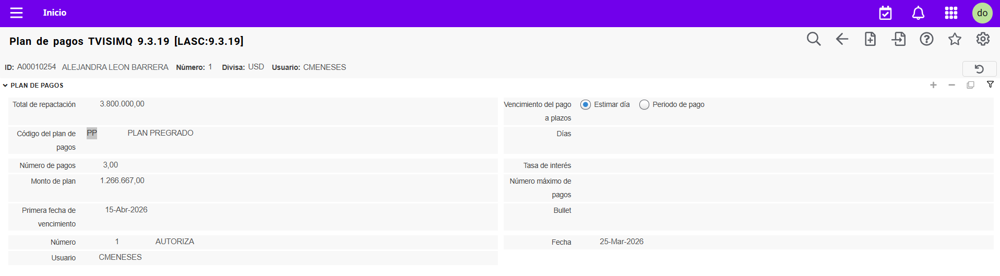 Inicio
do
Plan de pagos TVISIMQ 9.3.19 [LASC:9.3.19]
ID: A00010254 ALEJANDRA LEON BARRERA Número: 1 Divisa: USD Usuario: CMENESES
PLAN DE PAGOS
Total de repactación 3.800.000,00
Vencimiento del pago a plazos Estimar día Periodo de pago
Código del plan de pagos PP PLAN PREGRADO
Días
Número de pagos 3,00
Tasa de interés
Monto de plan 1.266.667,00
Número máximo de pagos
Primera fecha de vencimiento 15-Abr-2026
Bullet
Número 1 AUTORIZA
Fecha 25-Mar-2026
Usuario CMENESES